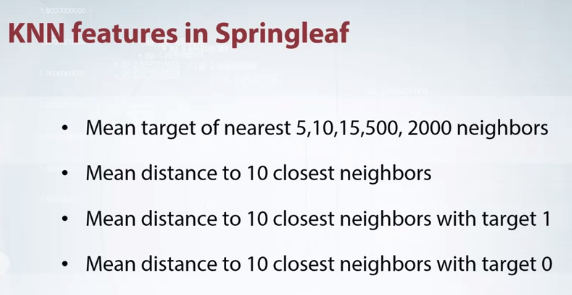 KNN features in Springleaf
• Mean target of nearest 5,10,15,500, 2000 neighbors
• Mean distance to 10 closest neighbors
• Mean distance to 10 closest neighbors with target 1
• Mean distance to 10 closest neighbors with target 0